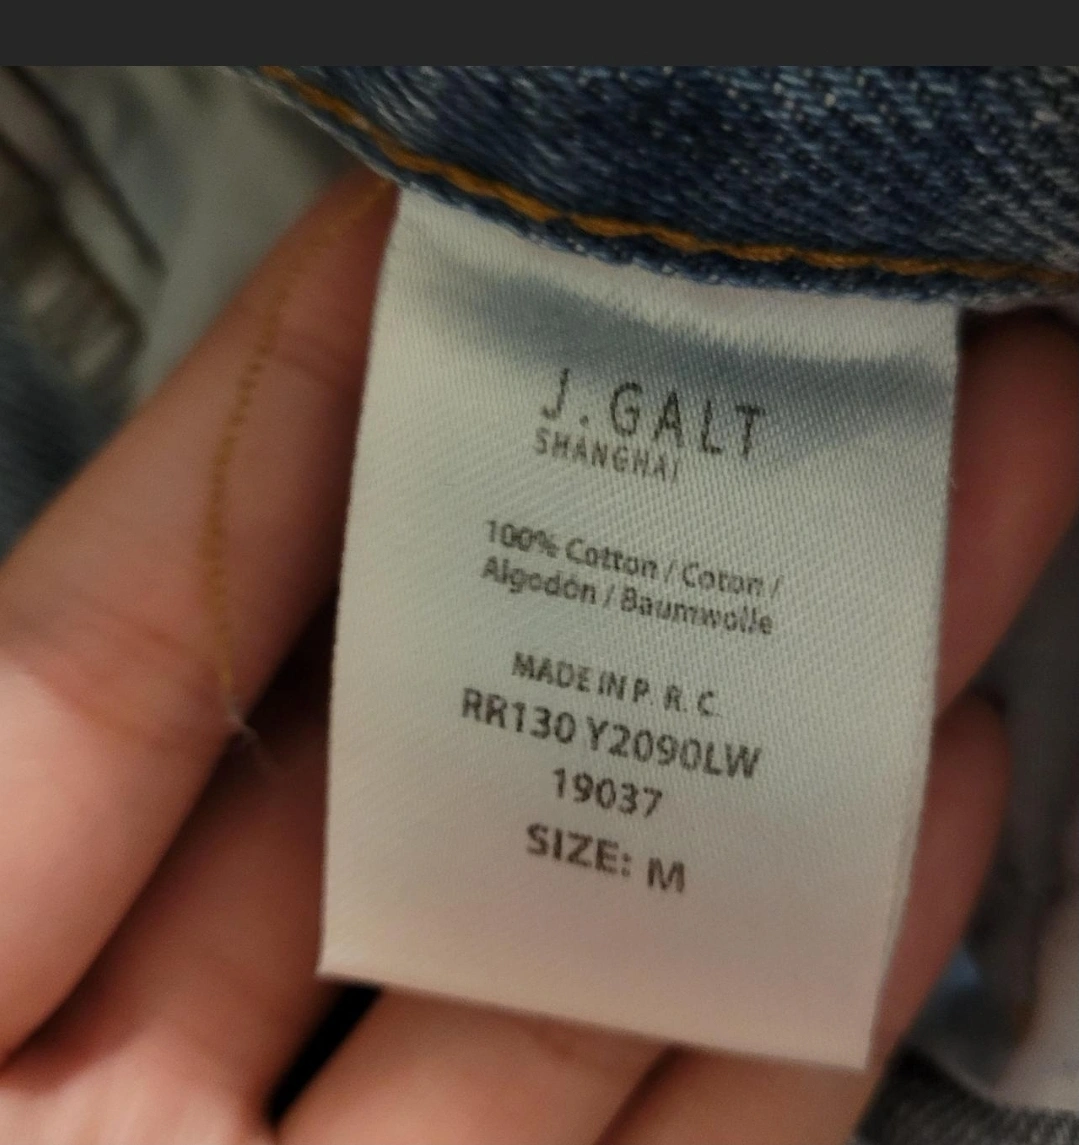 J.GALT
SHANGHAI
100% Cotton / Coton /
Algodón / Baumwolle
MADE IN P. R. C.
RR130 Y2090LW
19037
SIZE: M